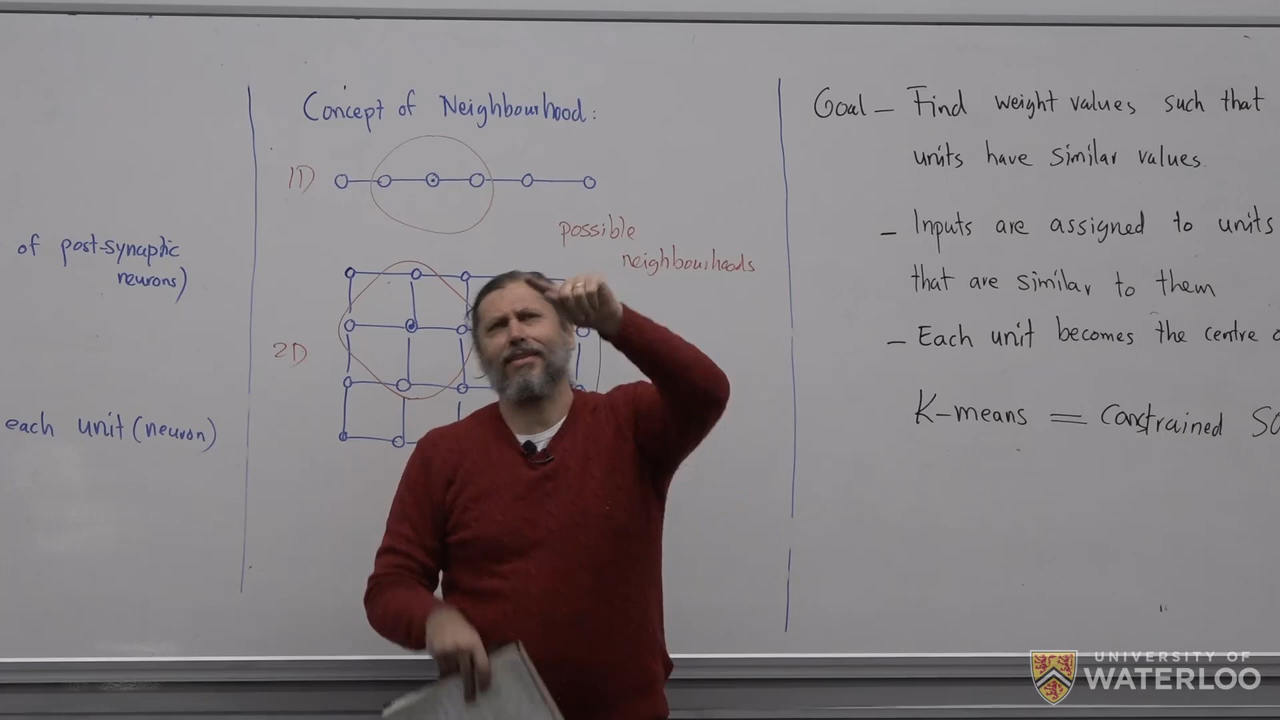 of post-synaptic
neurons)
each unit (neuron)
Concept of Neighbourhood:
1D
possible
neighbourhoods
2D
Goal - Find weight values such that
units have similar values.
- Inputs are assigned to units
that are similar to them
- Each unit becomes the centre
K-means = constrained
UNIVERSITY OF
WATERLOO